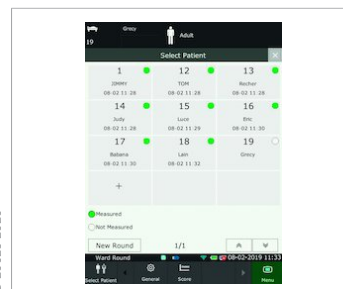 Grecy
Adult
19
Select Patient
1 12 13
JIMMY TOM Rechor
08-02 11:28 08-02 11:28 08-02 11:28
14 15 16
Judy Luce Eric
08-02 11:28 08-02 11:29 08-02 11:30
17 18 19
Babena Lein Grecy
08-02 11:30 08-02 11:32
+
Measured
Not Measured
New Round 1/1
Ward Round 08-02-2019 11:33
Select Patient General Score Menu